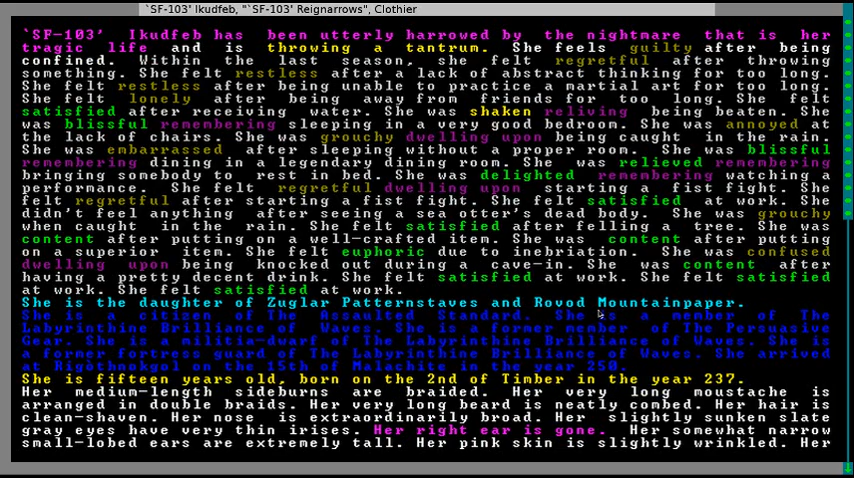 `SF-103' Ikudfeb, "`SF-103' Reignarrows", Clothier
`SF-103' Ikudfeb has been utterly harrowed by the nightmare that is her
tragic life and is throwing a tantrum. She feels guilty after being
confined. Within the last season, she felt regretful after throwing
something. She felt restless after a lack of abstract thinking for too long.
She felt restless after being unable to practice a martial art for too long.
She felt lonely after being away from friends for too long. She felt
satisfied after receiving water. She was shaken reliving being beaten. She
was blissful remembering sleeping in a very good bedroom. She was annoyed at
the lack of chairs. She was grouchy dwelling upon being caught in the rain.
She was embarrassed after sleeping without a proper room. She was blissful
remembering dining in a legendary dining room. She was relieved remembering
bringing somebody to rest in bed. She was delighted remembering watching a
performance. She felt regretful dwelling upon starting a fist fight. She
felt regretful after starting a fist fight. She felt satisfied at work. She
didn't feel anything after seeing a sea otter's dead body. She was grouchy
when caught in the rain. She felt satisfied after felling a tree. She was
content after putting on a well-crafted item. She was content after putting
on a superior item. She felt euphoric due to inebriation. She was confused
dwelling upon being knocked out during a cave-in. She was content after
having a pretty decent drink. She felt satisfied at work. She felt satisfied
at work. She felt satisfied at work.
She is the daughter of Zuglar Patternstaves and Rovod Mountainpaper.
She is a citizen of The Assaulted Standard. She is a member of The
Labyrinthine Brilliance of Waves. She is a former member of The Persuasive
Gear. She is a militia-dwarf of The Labyrinthine Brilliance of Waves. She is
a former fortress guard of The Labyrinthine Brilliance of Waves. She arrived
at Rigòthnokgol on the 15th of Malachite in the year 250.
She is fifteen years old, born on the 2nd of Timber in the year 237.
Her medium-length sideburns are braided. Her very long moustache is
arranged in double braids. Her very long beard is neatly combed. Her hair is
clean-shaven. Her nose is extraordinarily broad. Her slightly sunken slate
gray eyes have very thin irises. Her right ear is gone. Her somewhat narrow
small-lobed ears are extremely tall. Her pink skin is slightly wrinkled. Her